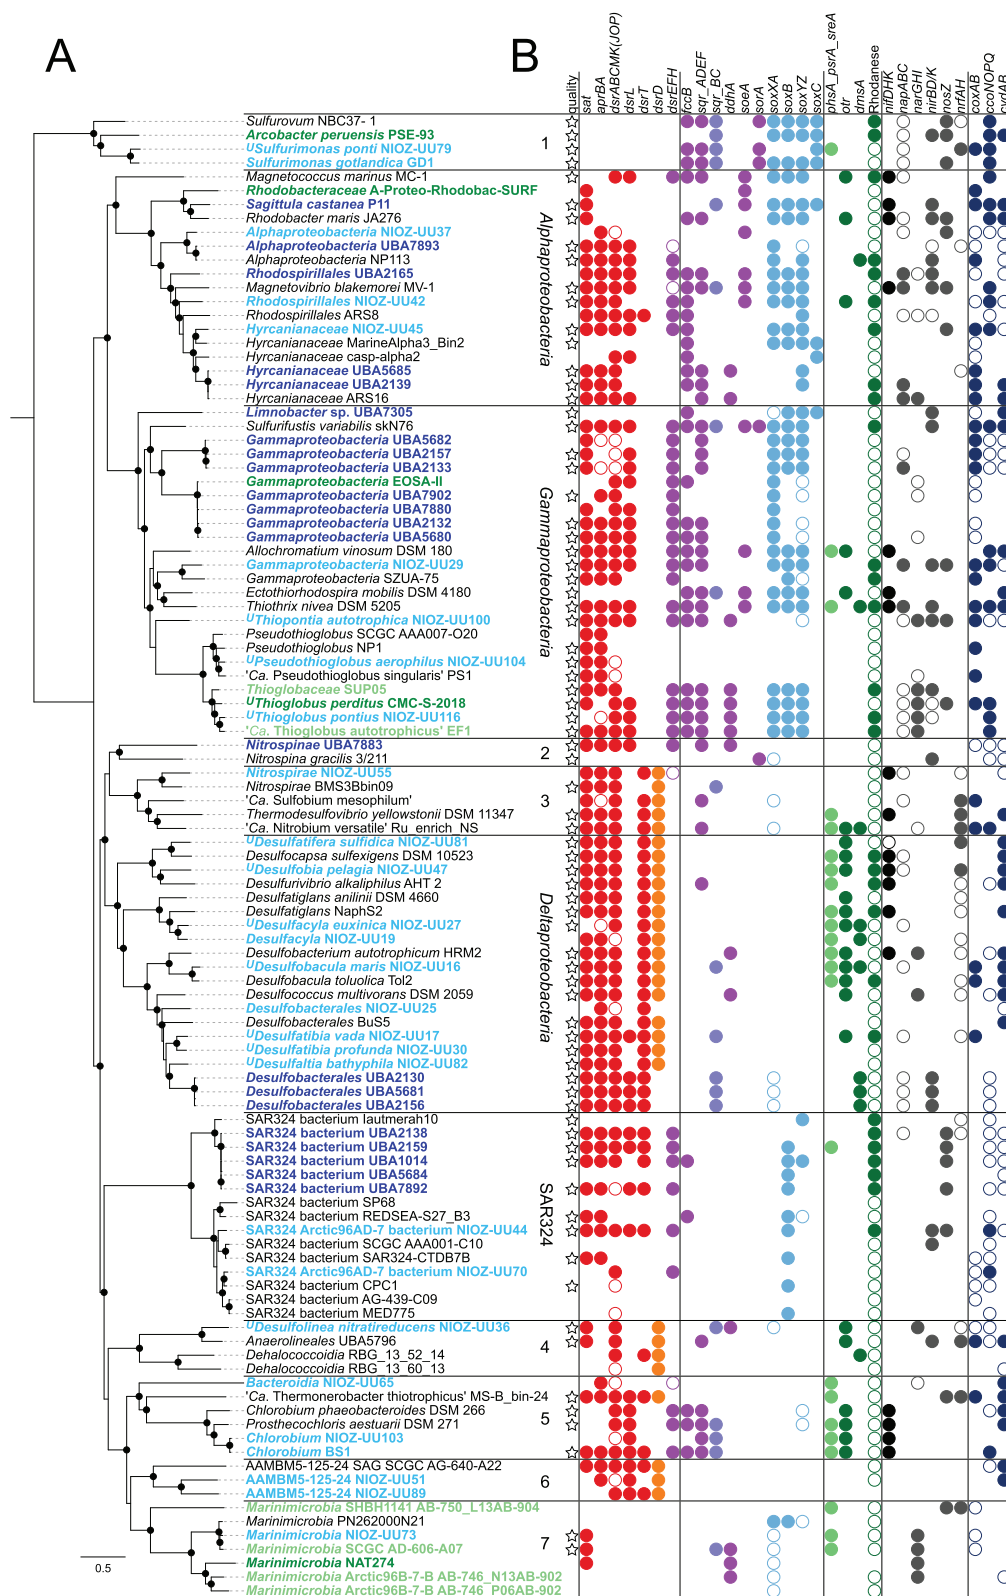 A
B
quality
sat
aprBA
dsrABCMK(JOP)
dsrL
dsrT
dsrD
dsrEFH
fccB
sqr_ADEF
sqr_BC
ddhA
soeA
sorA
soxXA
soxB
soxYZ
soxC
phsA_psrA_sreA
otr
dmsA
Rhodanese
nifDHK
napABC
narGHI
nirBD/K
nosZ
nrfAH
coxAB
ccoNOPQ
cydAB
Sulfurovum NBC37- 1
Arcobacter peruensis PSE-93
1
USulfurimonas ponti NIOZ-UU79
Sulfurimonas gotlandica GD1
Magnetococcus marinus MC-1
Rhodobacteraceae A-Proteo-Rhodobac-SURF
Sagittula castanea P11
Rhodobacter maris JA276
Alphaproteobacteria NIOZ-UU37
Alphaproteobacteria UBA7893
Alphaproteobacteria NP113
Rhodospirillales UBA2165
Magnetovibrio blakemorei MV-1
Rhodospirillales NIOZ-UU42
Rhodospirillales ARS8
Hyrcanianaceae NIOZ-UU45
Hyrcanianaceae MarineAlpha3_Bin2
Hyrcanianaceae casp-alpha2
Hyrcanianaceae UBA5685
Hyrcanianaceae UBA2139
Hyrcanianaceae ARS16
Alphaproteobacteria
Limnobacter sp. UBA7305
Sulfurifustis variabilis skN76
Gammaproteobacteria UBA5682
Gammaproteobacteria UBA2157
Gammaproteobacteria UBA2133
Gammaproteobacteria EOSA-II
Gammaproteobacteria UBA7902
Gammaproteobacteria UBA7880
Gammaproteobacteria UBA2132
Gammaproteobacteria UBA5680
Allochromatium vinosum DSM 180
Gammaproteobacteria NIOZ-UU29
Gammaproteobacteria SZUA-75
Ectothiorhodospira mobilis DSM 4180
Thiothrix nivea DSM 5205
UThiopontia autotrophica NIOZ-UU100
Pseudothioglobus SCGC AAA007-O20
Pseudothioglobus NP1
UPseudothioglobus aerophilus NIOZ-UU104
'Ca. Pseudothioglobus singularis' PS1
Thioglobaceae SUP05
UThioglobus perditus CMC-S-2018
UThioglobus pontius NIOZ-UU116
'Ca. Thioglobus autotrophicus' EF1
Gammaproteobacteria
Nitrospinae UBA7883
2
Nitrospina gracilis 3/211
Nitrospirae NIOZ-UU55
Nitrospirae BMS3Bbin09
'Ca. Sulfobium mesophilum'
3
Thermodesulfovibrio yellowstonii DSM 11347
'Ca. Nitrobium versatile' Ru_enrich_NS
UDesulfatifera sulfidica NIOZ-UU81
Desulfocapsa sulfexigens DSM 10523
UDesulfobia pelagia NIOZ-UU47
Desulfurivibrio alkaliphilus AHT 2
Desulfatiglans anilinii DSM 4660
Desulfatiglans NaphS2
UDesulfacyla euxinica NIOZ-UU27
Desulfacyla NIOZ-UU19
Desulfobacterium autotrophicum HRM2
UDesulfobacula maris NIOZ-UU16
Desulfobacula toluolica Tol2
Desulfococcus multivorans DSM 2059
Desulfobacterales NIOZ-UU25
Desulfobacterales BuS5
UDesulfatibia vada NIOZ-UU17
UDesulfatibia profunda NIOZ-UU30
UDesulfaltia bathyphila NIOZ-UU82
Desulfobacterales UBA2130
Desulfobacterales UBA5681
Desulfobacterales UBA2156
Deltaproteobacteria
SAR324 bacterium lautmerah10
SAR324 bacterium UBA2138
SAR324 bacterium UBA2159
SAR324 bacterium UBA1014
SAR324 bacterium UBA5684
SAR324 bacterium UBA7892
SAR324 bacterium SP68
SAR324 bacterium REDSEA-S27_B3
SAR324 Arctic96AD-7 bacterium NIOZ-UU44
SAR324 bacterium SCGC AAA001-C10
SAR324 bacterium SAR324-CTDB7B
SAR324 Arctic96AD-7 bacterium NIOZ-UU70
SAR324 bacterium CPC1
SAR324 bacterium AG-439-C09
SAR324 bacterium MED775
SAR324
UDesulfolinea nitratireducens NIOZ-UU36
Anaerolineales UBA5796
4
Dehalococcoidia RBG_13_52_14
Dehalococcoidia RBG_13_60_13
Bacteroidia NIOZ-UU65
'Ca. Thermonerobacter thiotrophicus' MS-B_bin-24
Chlorobium phaeobacteroides DSM 266
5
Prosthecochloris aestuarii DSM 271
Chlorobium NIOZ-UU103
Chlorobium BS1
AAMBM5-125-24 SAG SCGC AG-640-A22
AAMBM5-125-24 NIOZ-UU51
6
AAMBM5-125-24 NIOZ-UU89
Marinimicrobia SHBH1141 AB-750_L13AB-904
Marinimicrobia PN262000N21
Marinimicrobia NIOZ-UU73
7
Marinimicrobia SCGC AD-606-A07
Marinimicrobia NAT274
Marinimicrobia Arctic96B-7-B AB-746_N13AB-902
Marinimicrobia Arctic96B-7-B AB-746_P06AB-902
0.5